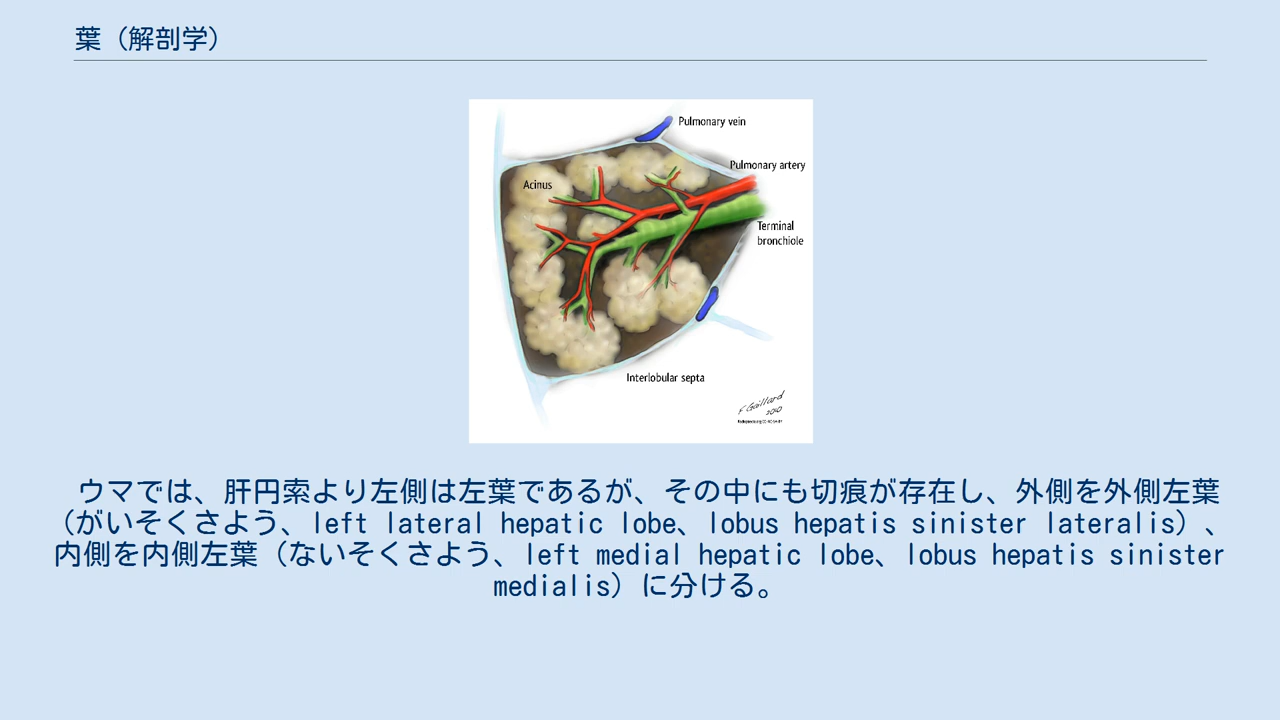 葉（解剖学）
Pulmonary vein
Pulmonary artery
Acinus
Terminal
bronchiole
Interlobular septa
F Gaillard
2010
ウマでは、肝円索より左側は左葉であるが、その中にも切痕が存在し、外側を外側左葉
（がいそくさよう、left lateral hepatic lobe、lobus hepatis sinister lateralis）、
内側を内側左葉（ないそくさよう、left medial hepatic lobe、lobus hepatis sinister
medialis）に分ける。